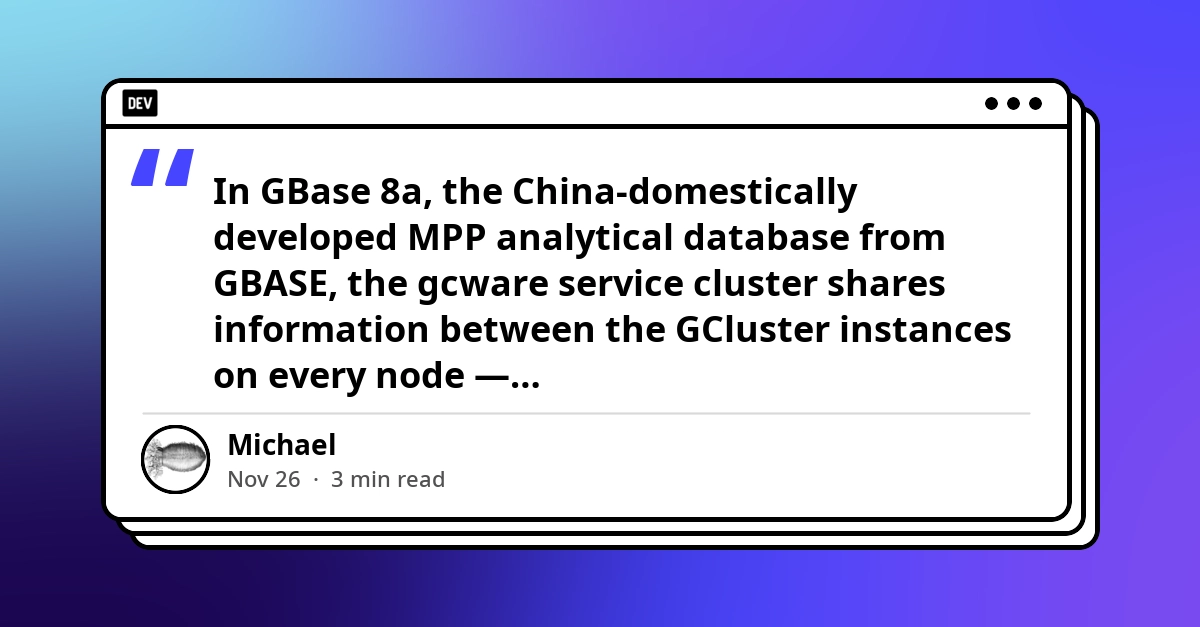 DEV
“
In GBase 8a, the China-domestically
developed MPP analytical database from
GBASE, the gcware service cluster shares
information between the GCluster instances
on every node —...
Michael
Nov 26 · 3 min read